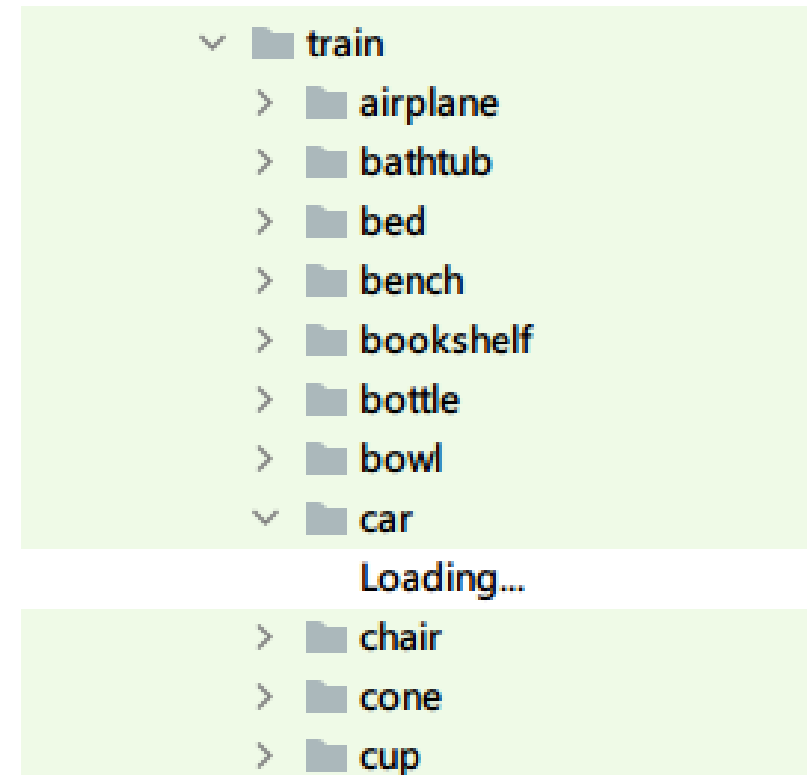 train
airplane
bathtub
bed
bench
bookshelf
bottle
bowl
car
Loading...
chair
cone
cup